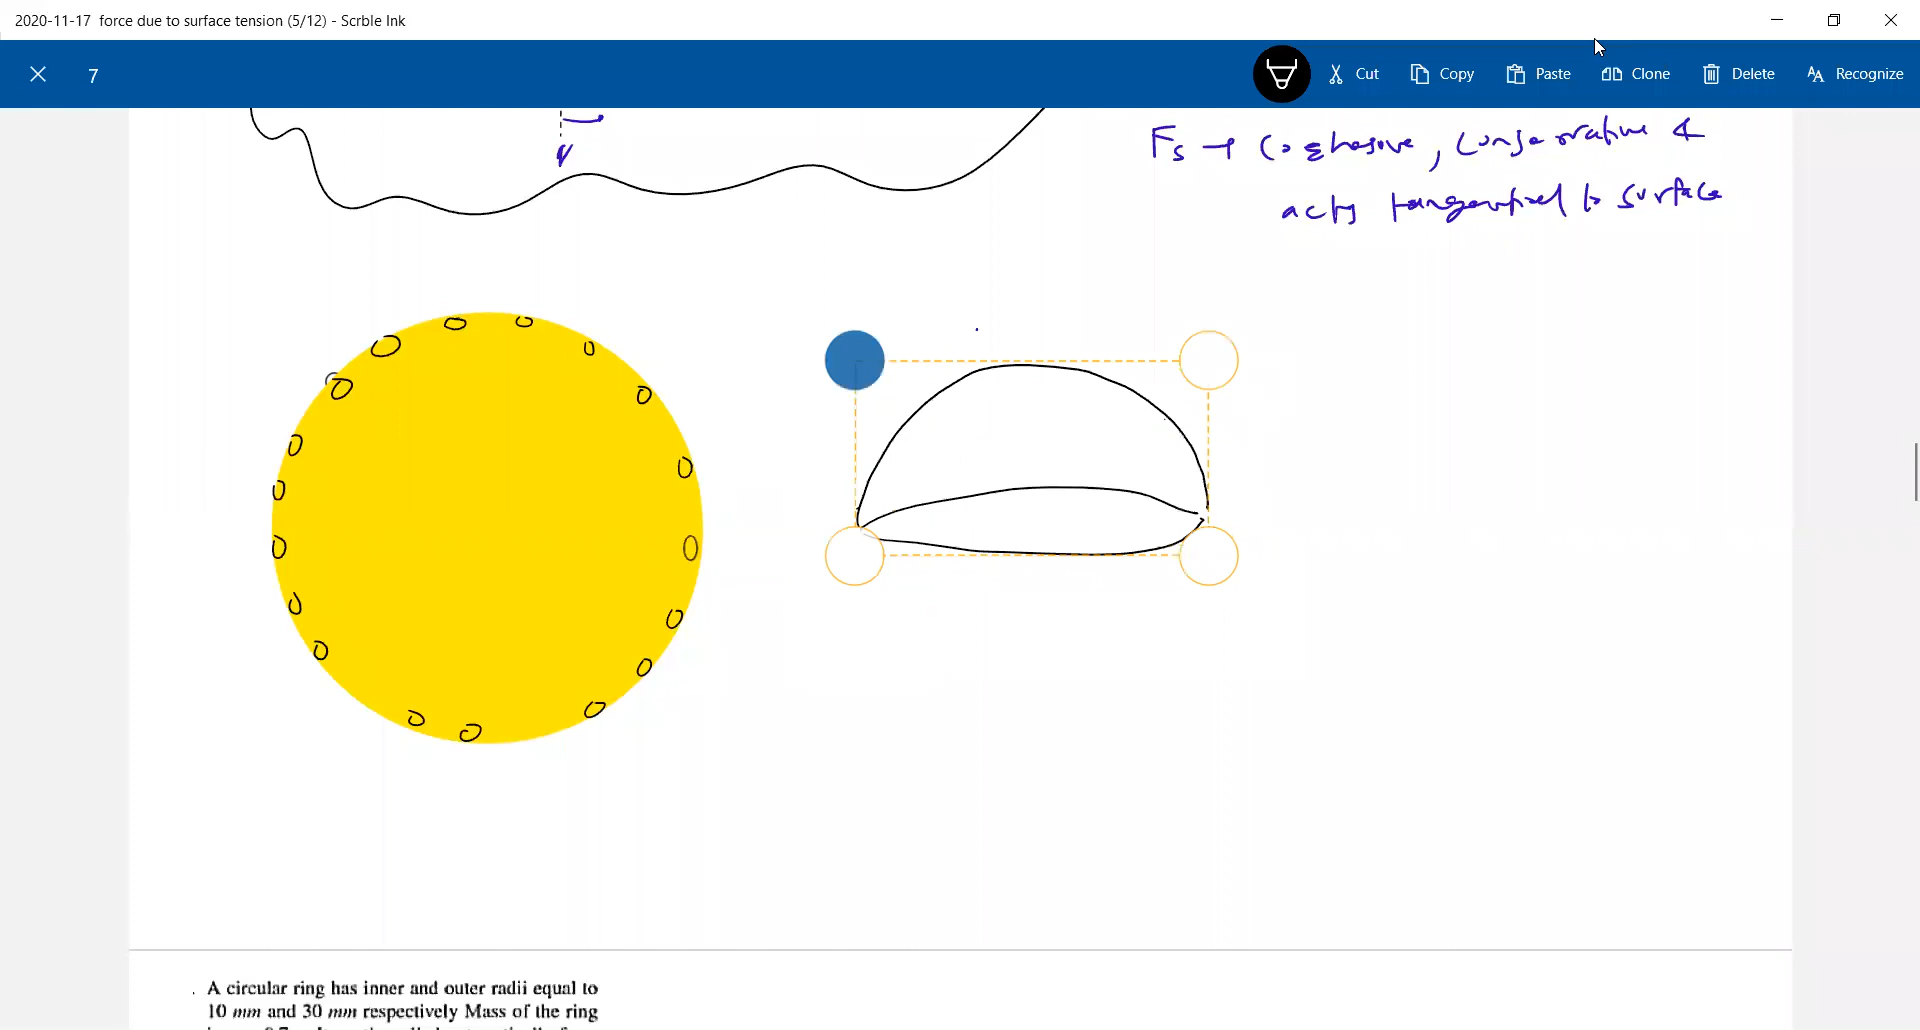 2020-11-17 force due to surface tension (5/12) - Scrble Ink
7
Cut Copy Paste Clone Delete Recognize
Fs → Cohesive, Conservative &
acts tangential to surface
A circular ring has inner and outer radii equal to
10 mm and 30 mm respectively Mass of the ring